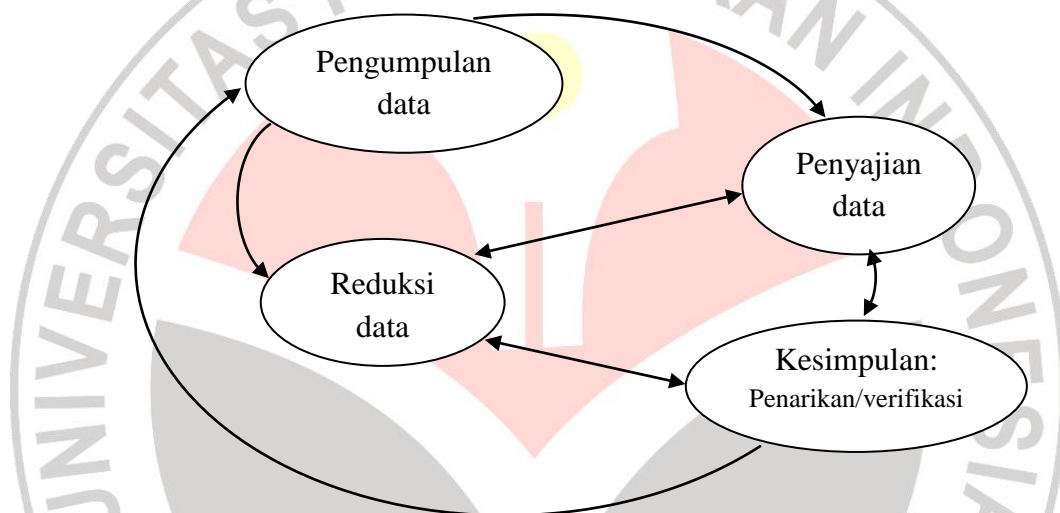 Pengumpulan
data
Penyajian
data
Reduksi
data
Kesimpulan:
Penarikan/verifikasi